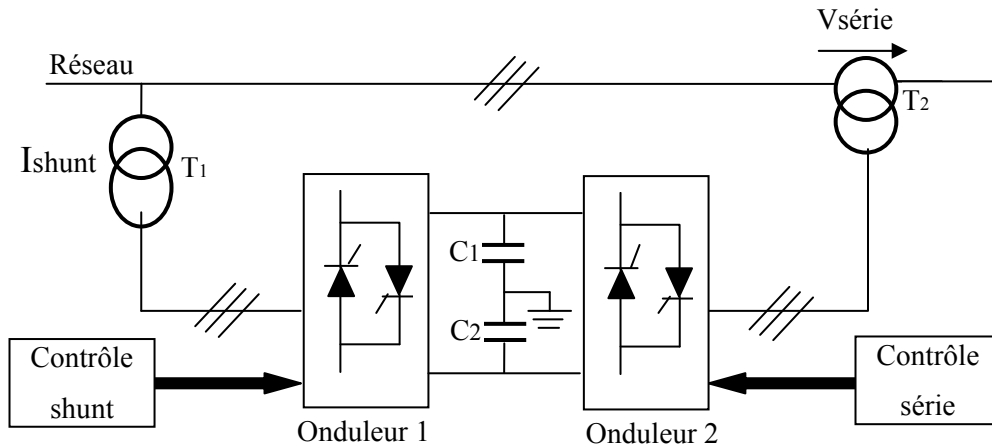 Vsérie
Réseau
T2
Ishunt
T1
C1
C2
Contrôle
shunt
Contrôle
série
Onduleur 1
Onduleur 2